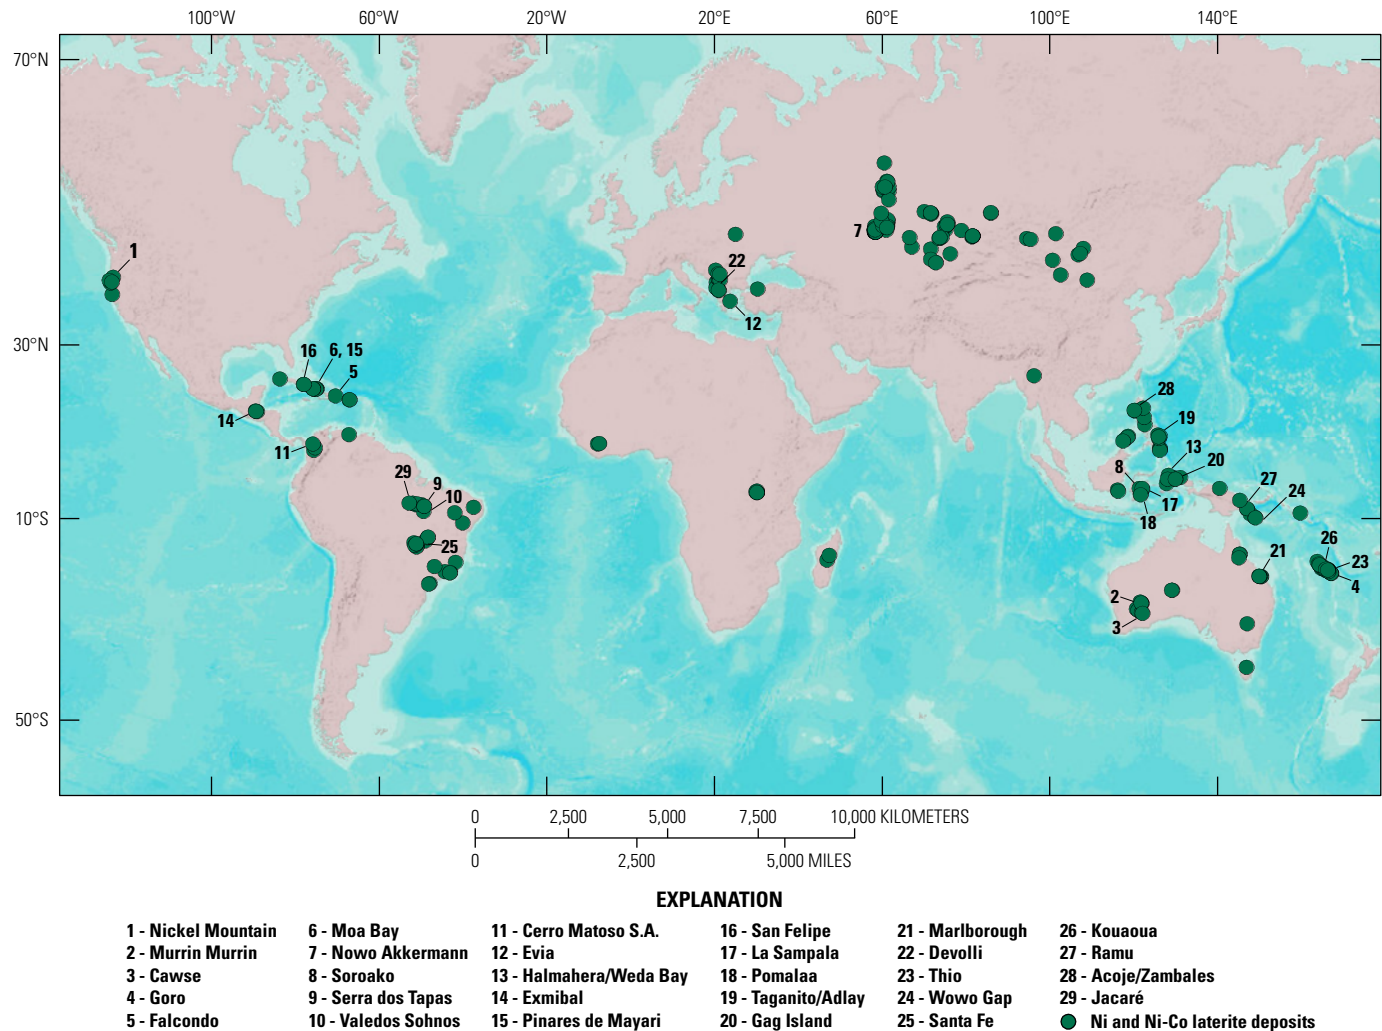 100°W 60°W 20°W 20°E 60°E 100°E 140°E
70°N
30°N
10°S
50°S
1
7
22
12
16
6, 15
5
14
11
29
9
10
25
28
19
13
20
8
17
18
27
24
26
23
4
21
2
3
0 2,500 5,000 7,500 10,000 KILOMETERS
0 2,500 5,000 MILES
EXPLANATION
1 - Nickel Mountain
2 - Murrin Murrin
3 - Cawse
4 - Goro
5 - Falcondo
6 - Moa Bay
7 - Nowo Akkermann
8 - Soroako
9 - Serra dos Tapas
10 - Valedos Sohnos
11 - Cerro Matoso S.A.
12 - Evia
13 - Halmahera/Weda Bay
14 - Exmibal
15 - Pinares de Mayari
16 - San Felipe
17 - La Sampala
18 - Pomalaa
19 - Taganito/Adlay
20 - Gag Island
21 - Marlborough
22 - Devolli
23 - Thio
24 - Wowo Gap
25 - Santa Fe
26 - Kouaoua
27 - Ramu
28 - Acoje/Zambales
29 - Jacaré
Ni and Ni-Co laterite deposits